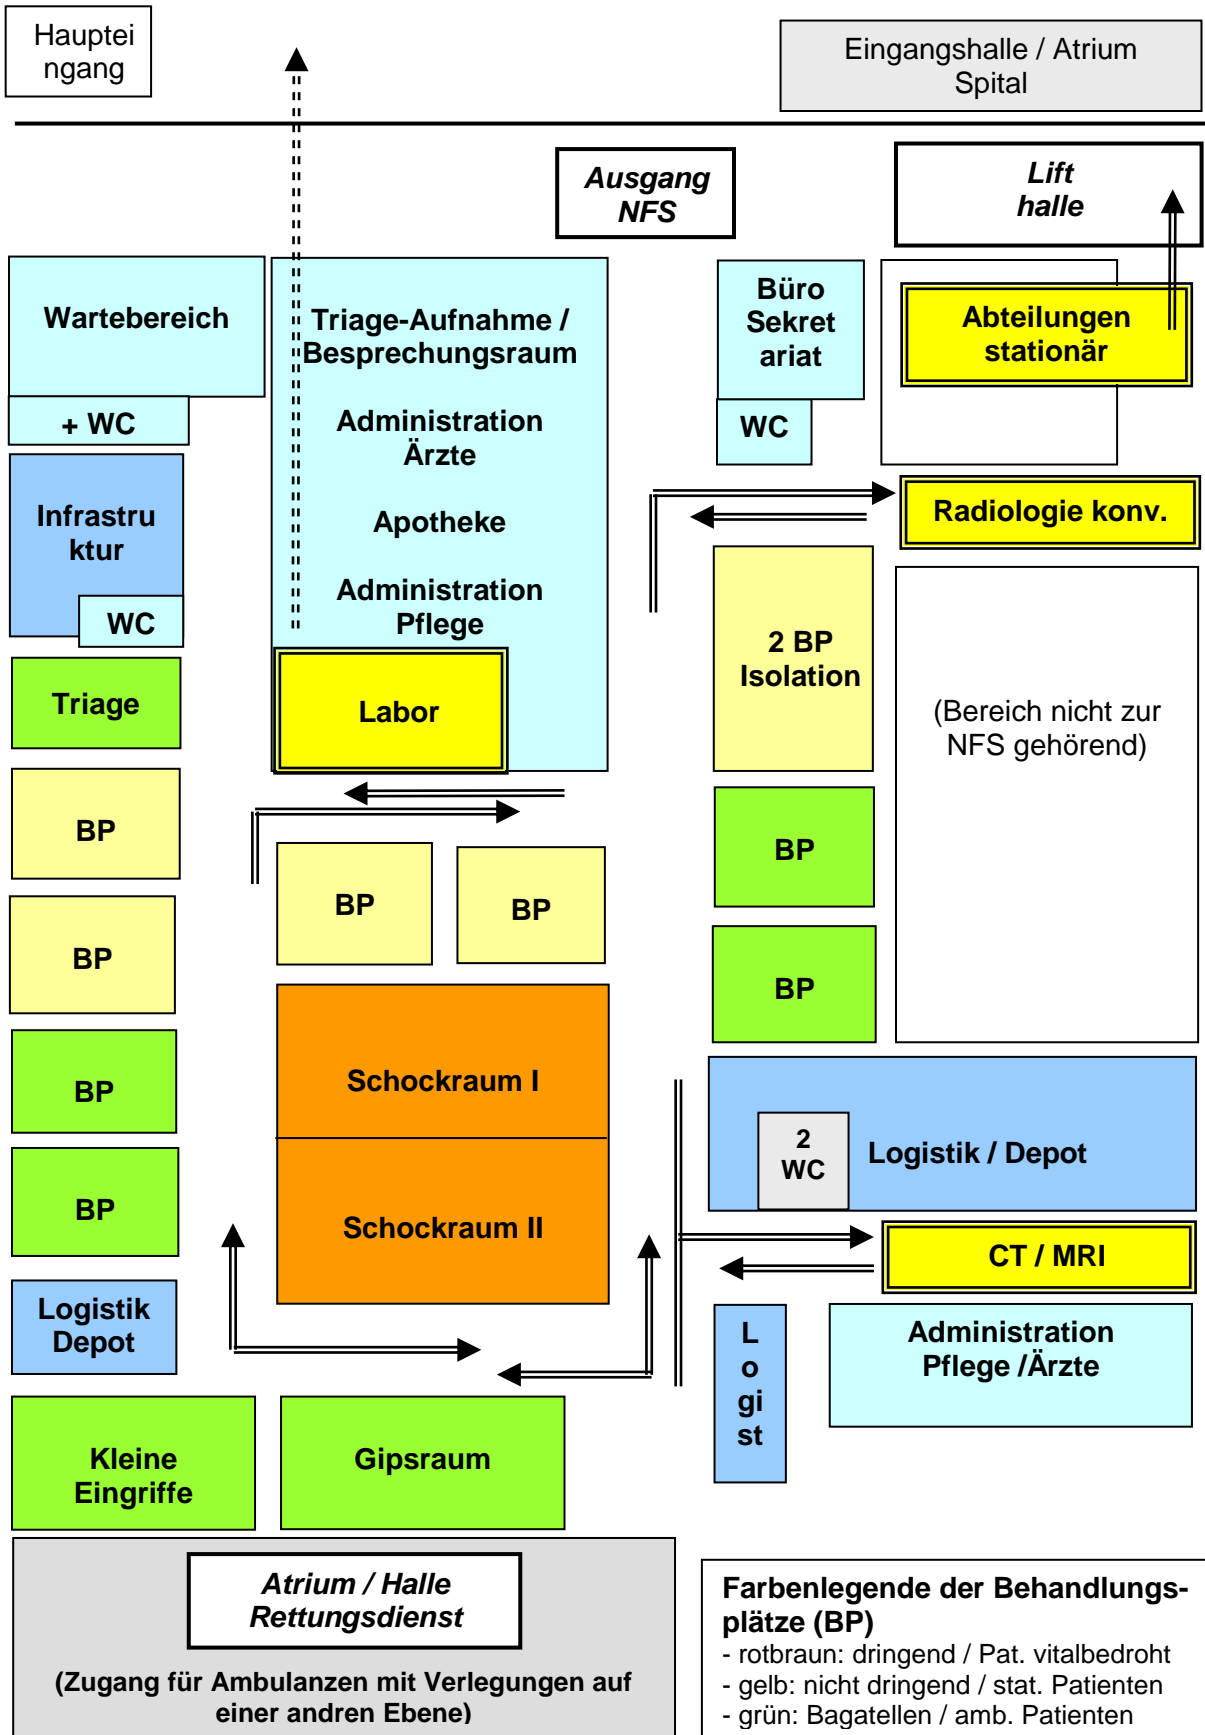 Hauptei
ngang
Eingangshalle / Atrium
Spital
Ausgang
NFS
Lift
halle
Wartebereich
+ WC
Triage-Aufnahme /
Besprechungsraum
Administration
Ärzte
Apotheke
Administration
Pflege
Büro
Sekret
ariat
WC
Abteilungen
stationär
Infrastru
ktur
WC
Radiologie konv.
Triage
Labor
2 BP
Isolation
(Bereich nicht zur
NFS gehörend)
BP
BP
BP
BP
BP
BP
BP
BP
Schockraum I
Schockraum II
2
WC
Logistik / Depot
CT / MRI
Logistik
Depot
L
o
gi
st
Administration
Pflege /Ärzte
Kleine
Eingriffe
Gipsraum
Atrium / Halle
Rettungsdienst
(Zugang für Ambulanzen mit Verlegungen auf
einer andren Ebene)
Farbenlegende der Behandlungs-
plätze (BP)
- rotbraun: dringend / Pat. vitalbedroht
- gelb: nicht dringend / stat. Patienten
- grün: Bagatellen / amb. Patienten